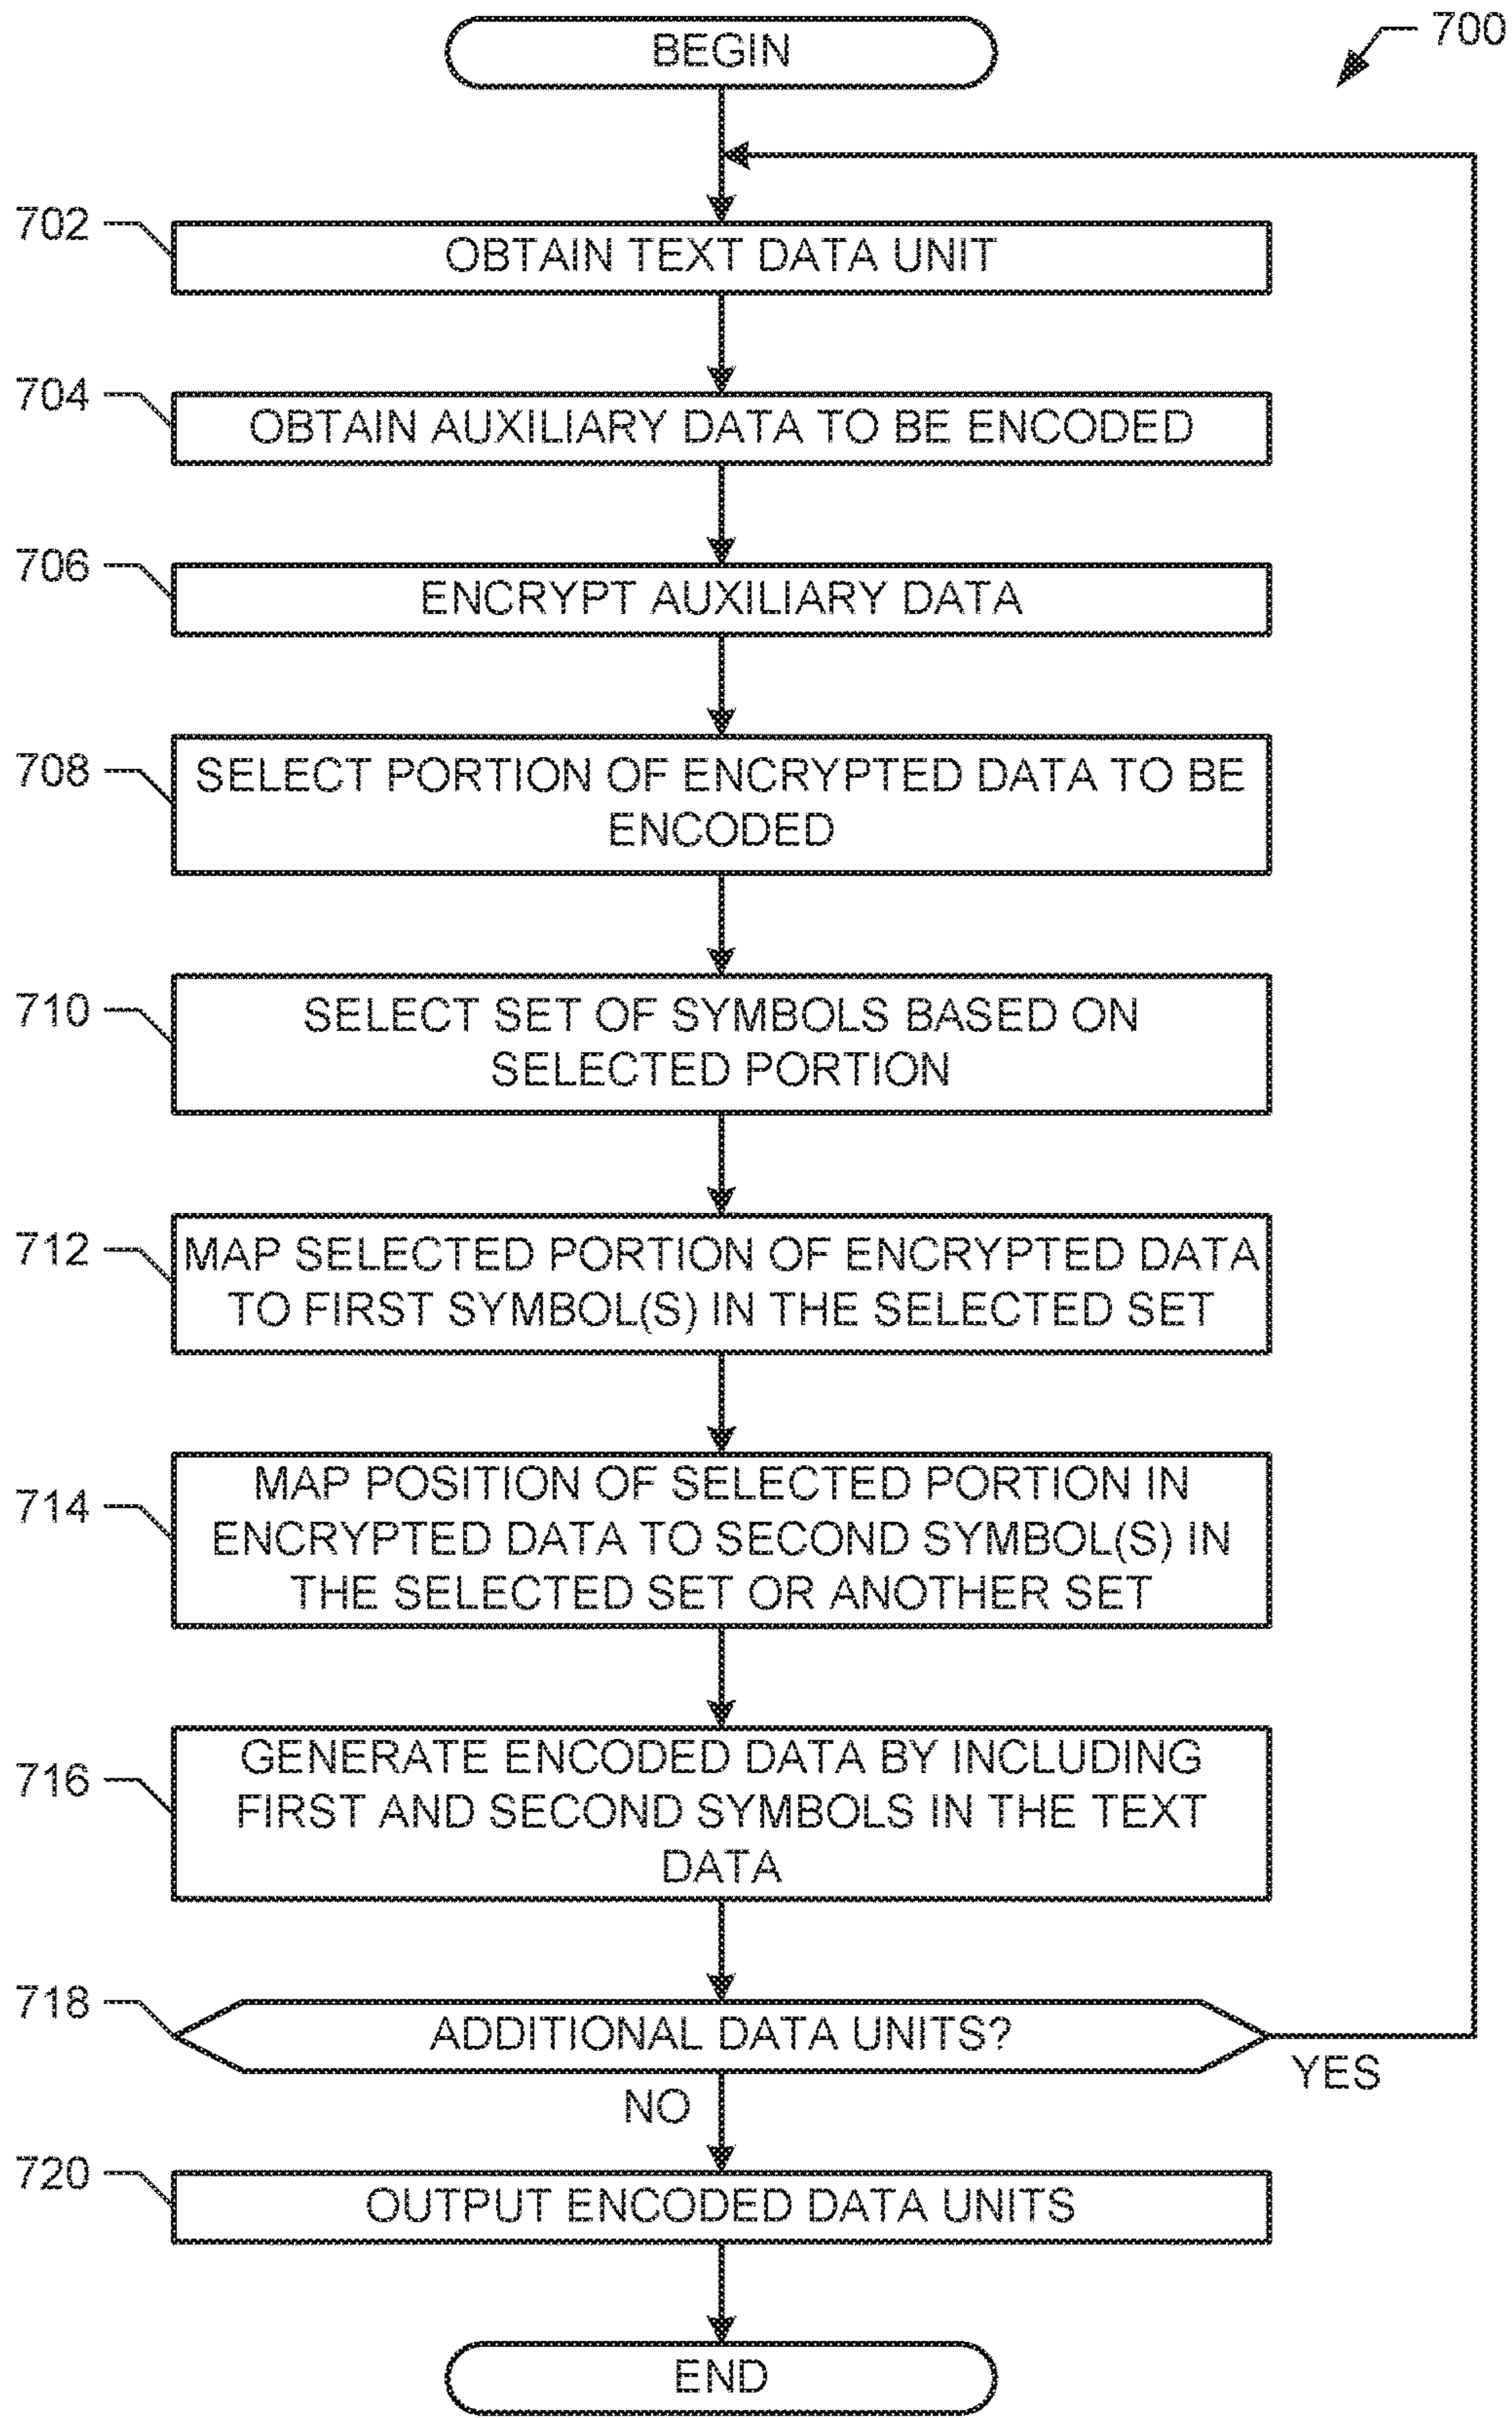 BEGIN
700
702
OBTAIN TEXT DATA UNIT
704
OBTAIN AUXILIARY DATA TO BE ENCODED
706
ENCRYPT AUXILIARY DATA
708
SELECT PORTION OF ENCRYPTED DATA TO BE
ENCODED
710
SELECT SET OF SYMBOLS BASED ON
SELECTED PORTION
712
MAP SELECTED PORTION OF ENCRYPTED DATA
TO FIRST SYMBOL(S) IN THE SELECTED SET
714
MAP POSITION OF SELECTED PORTION IN
ENCRYPTED DATA TO SECOND SYMBOL(S) IN
THE SELECTED SET OR ANOTHER SET
716
GENERATE ENCODED DATA BY INCLUDING
FIRST AND SECOND SYMBOLS IN THE TEXT
DATA
718
ADDITIONAL DATA UNITS?
YES
NO
720
OUTPUT ENCODED DATA UNITS
END